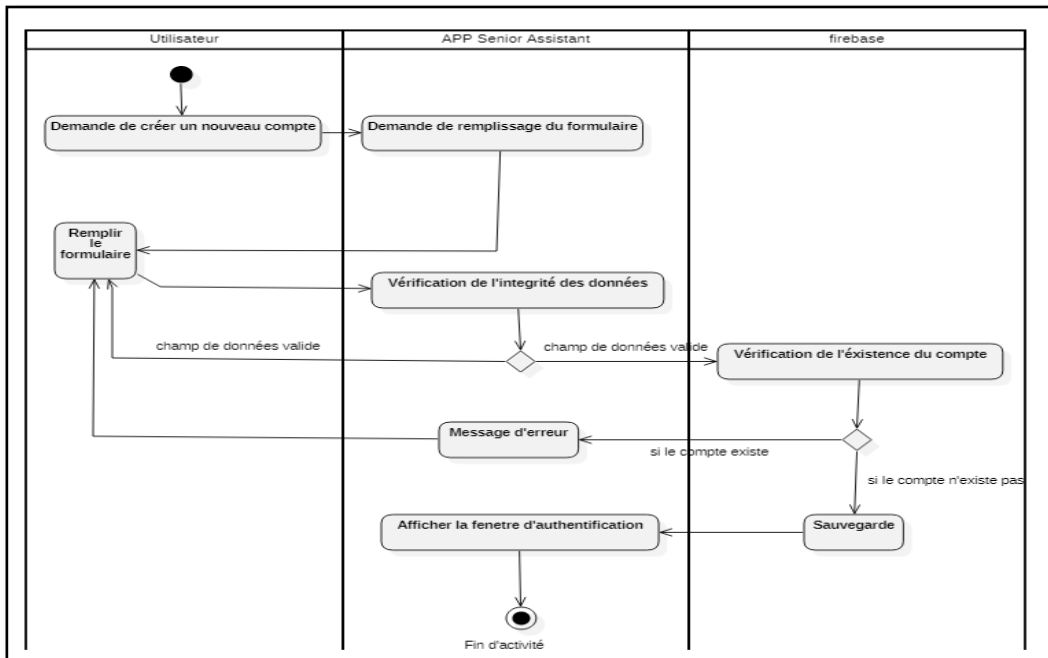 Utilisateur
APP Senior Assistant
firebase
Demande de créer un nouveau compte
Demande de remplissage du formulaire
Remplir
le
formulaire
Vérification de l'integrité des données
champ de données valide
champ de données valide
Vérification de l'éxistence du compte
Message d'erreur
si le compte existe
si le compte n'existe pas
Afficher la fenetre d'authentification
Sauvegarde
Fin d'activité